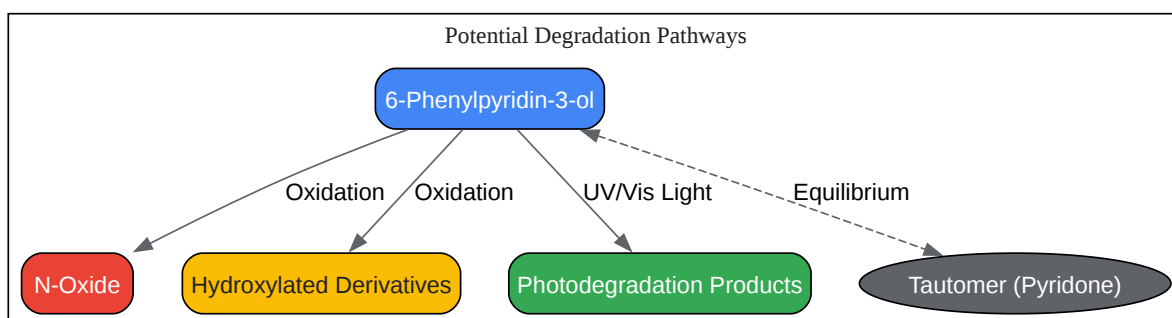 Potential Degradation Pathways
6-Phenylpyridin-3-ol
Oxidation
Oxidation
UV/Vis Light
Equilibrium
N-Oxide
Hydroxylated Derivatives
Photodegradation Products
Tautomer (Pyridone)